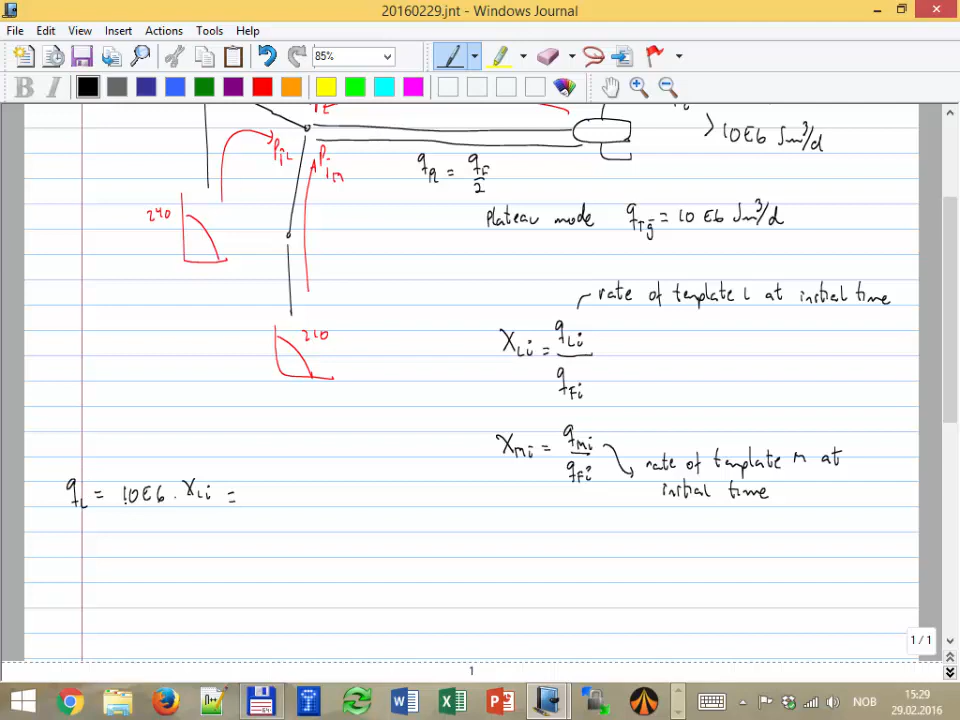 20160229.jnt - Windows Journal
File Edit View Insert Actions Tools Help
85%
B I
10E6 Sm³/d
PiL
Pim
qR = qF/2
240
Plateau mode qTg = 10 E6 Sm³/d
rate of template L at initial time
XLi = qLi/qFi
210
XMi = qMi/qFi
rate of template M at
initial time
qL = 10E6 . XLi =
1 / 1
1
NOB
15:29
29.02.2016